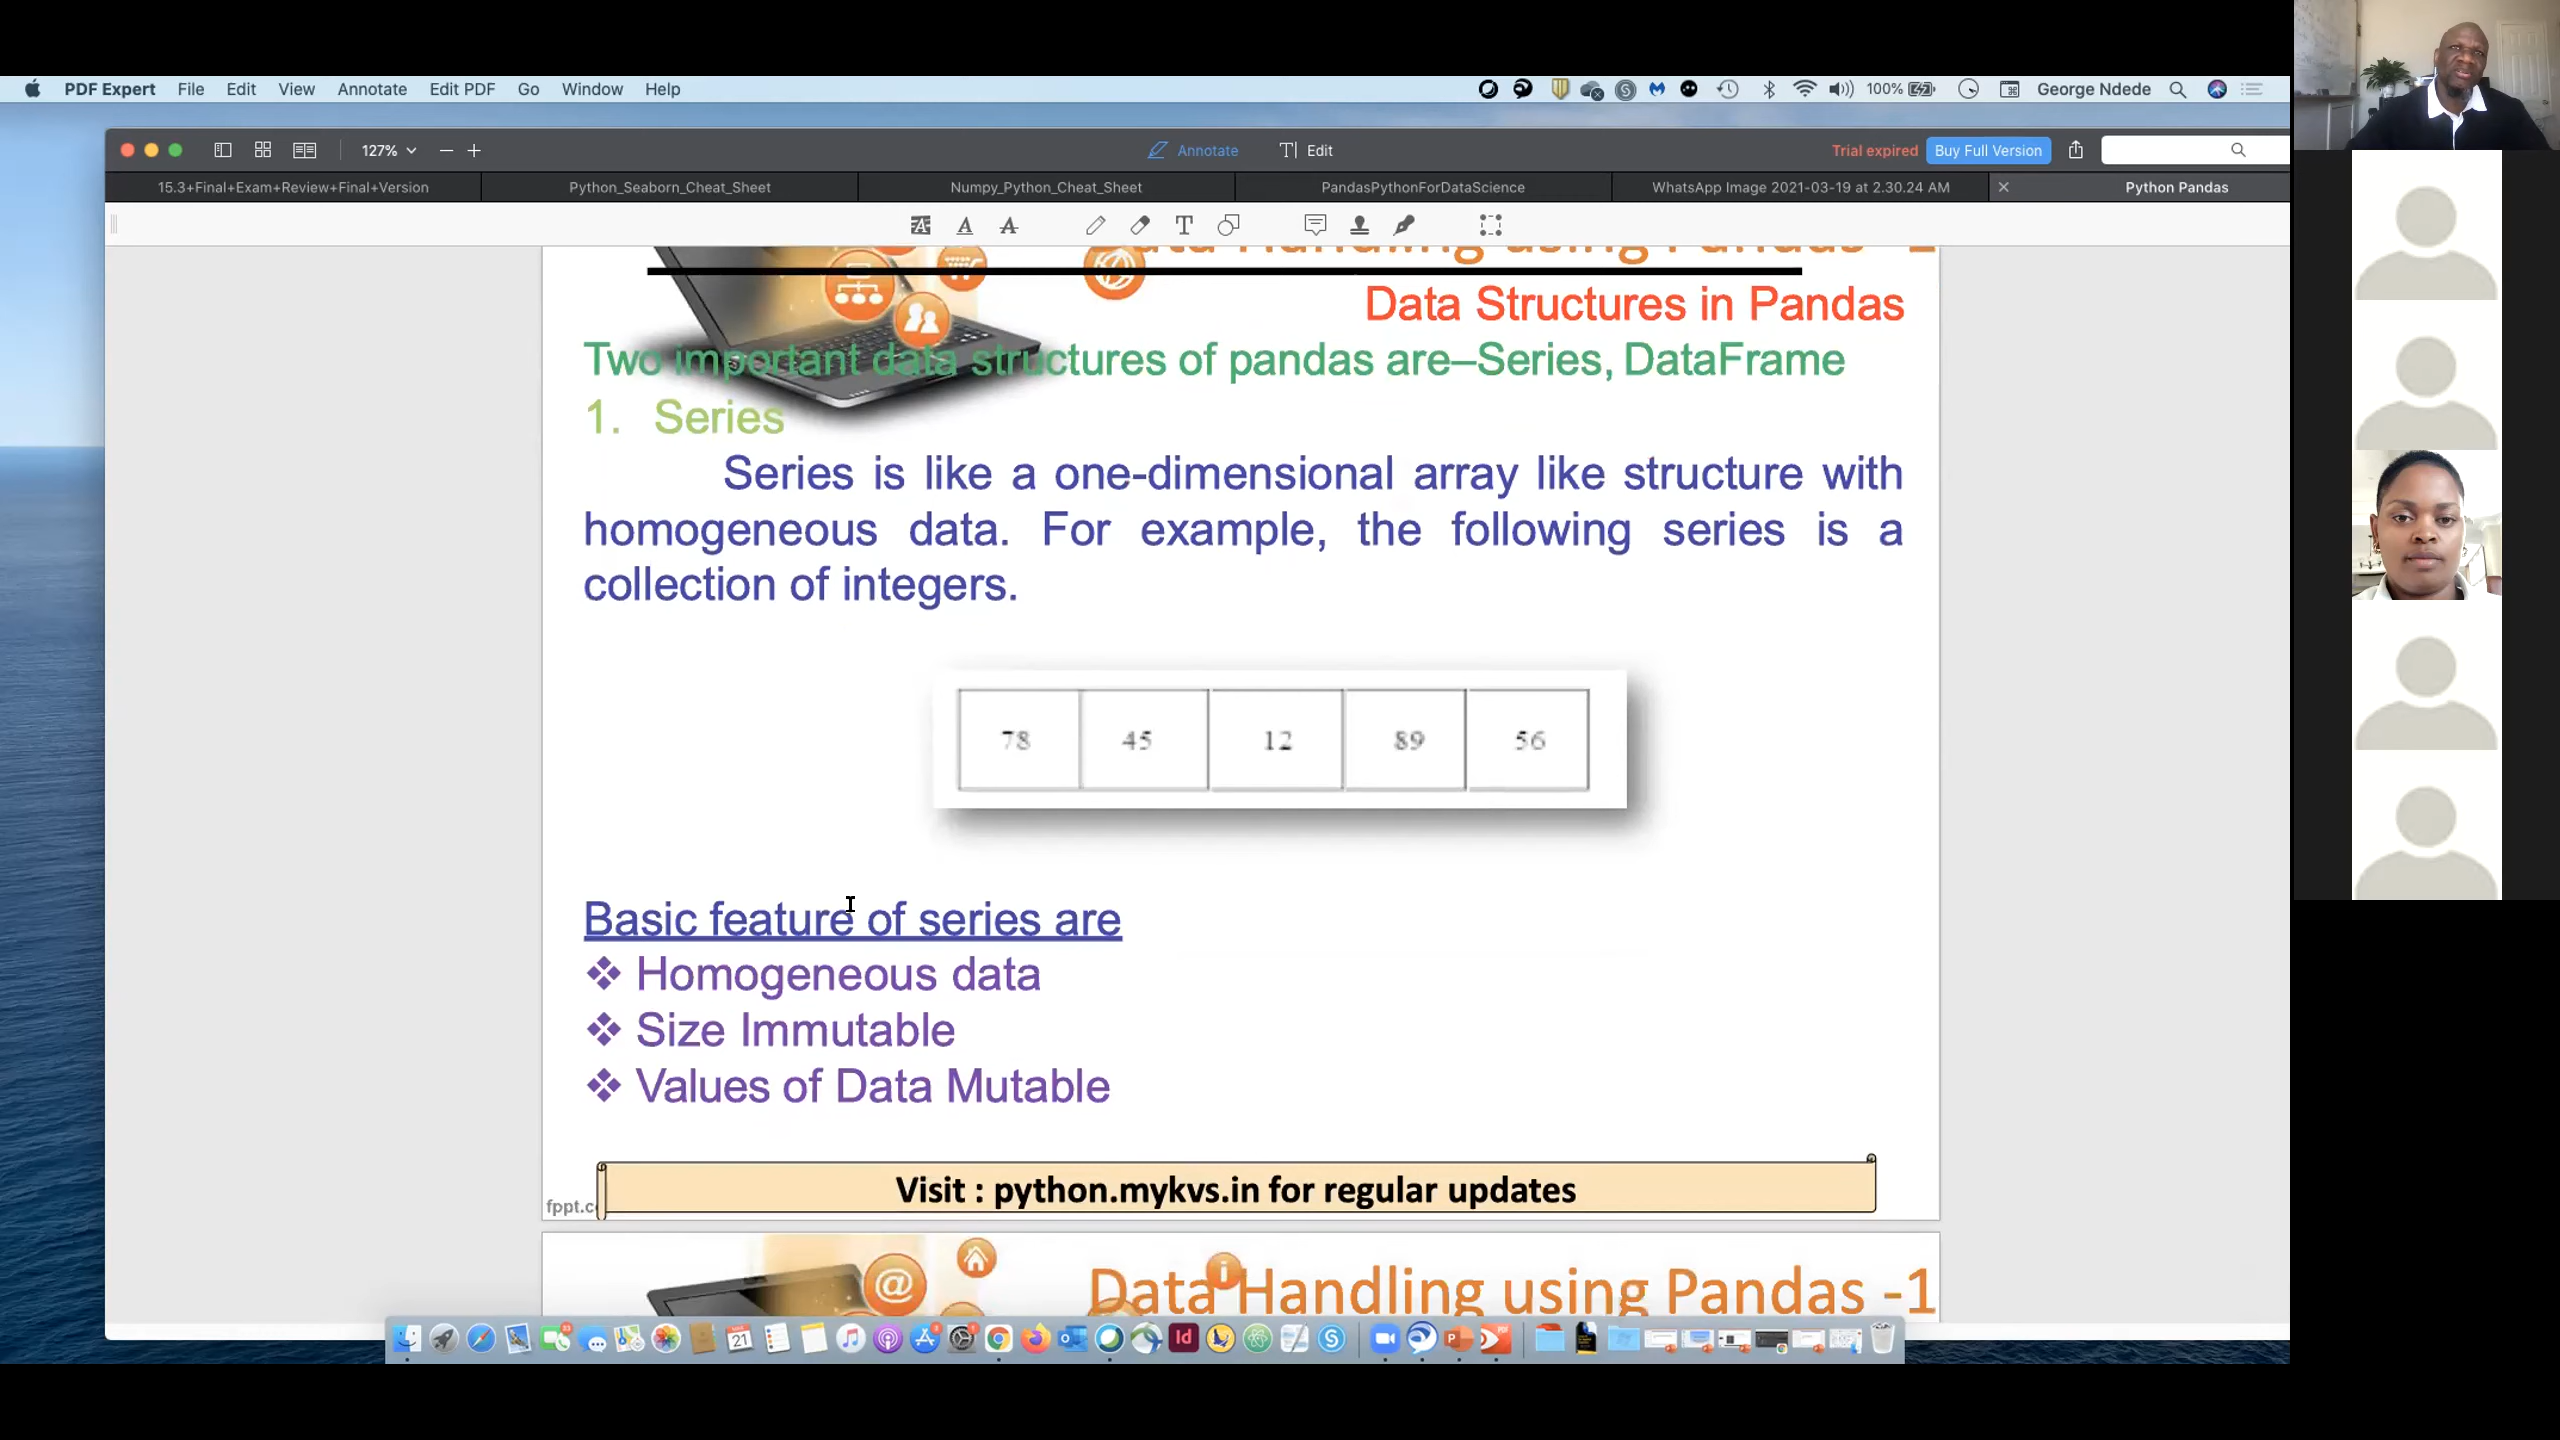 PDF Expert File Edit View Annotate Edit PDF Go Window Help 100% George Ndede
127% Annotate Edit Trial expired Buy Full Version
15.3+Final+Exam+Review+Final+Version Python_Seaborn_Cheat_Sheet Numpy_Python_Cheat_Sheet PandasPythonForDataScience WhatsApp Image 2021-03-19 at 2.30.24 AM Python Pandas
Data Structures in Pandas
Two important data structures of pandas are–Series, DataFrame
1. Series
Series is like a one-dimensional array like structure with
homogeneous data. For example, the following series is a
collection of integers.
78 45 12 89 56
Basic feature of series are
❖ Homogeneous data
❖ Size Immutable
❖ Values of Data Mutable
Visit : python.mykvs.in for regular updates
fppt.c
Data Handling using Pandas -1
21 Id